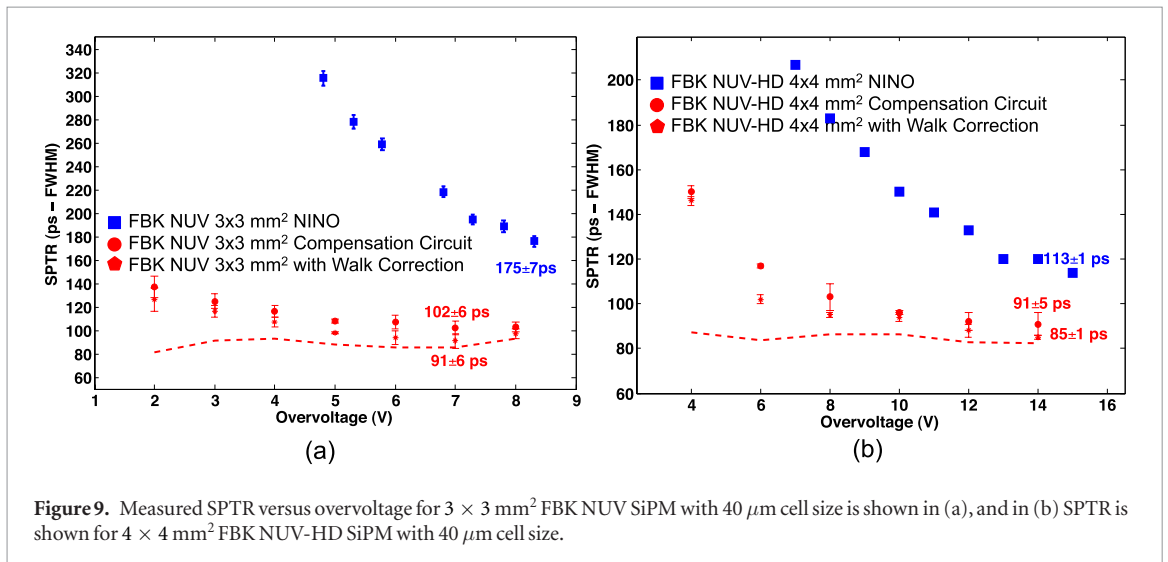 340
320
300
280
260
240
220
200
180
160
140
120
100
80
60
SPTR (ps – FWHM)
FBK NUV 3x3 mm² NINO
FBK NUV 3x3 mm² Compensation Circuit
FBK NUV 3x3 mm² with Walk Correction
175±7ps
102±6 ps
91±6 ps
1 2 3 4 5 6 7 8 9
Overvoltage (V)
(a)
(b)
200
180
160
140
120
100
80
60
SPTR (ps – FWHM)
FBK NUV-HD 4x4 mm² NINO
FBK NUV-HD 4x4 mm² Compensation Circuit
FBK NUV-HD 4x4 mm² with Walk Correction
113±1 ps
91±5 ps
85±1 ps
4 6 8 10 12 14 16
Overvoltage (V)
(b)
Figure 9. Measured SPTR versus overvoltage for 3 × 3 mm² FBK NUV SiPM with 40 μm cell size is shown in (a), and in (b) SPTR is
shown for 4 × 4 mm² FBK NUV-HD SiPM with 40 μm cell size.